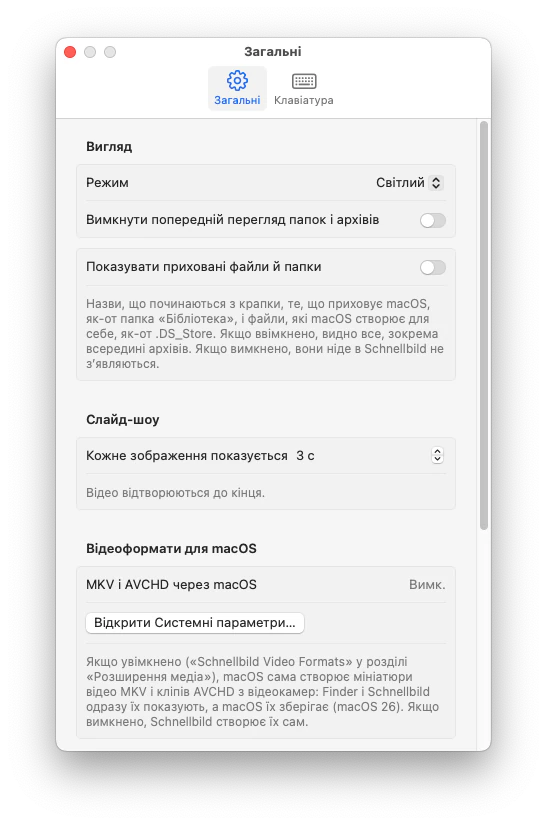 Загальні
Загальні
Клавіатура
Вигляд
Режим Світлий
Вимкнути попередній перегляд папок і архівів
Показувати приховані файли й папки
Назви, що починаються з крапки, те, що приховує macOS,
як-от папка «Бібліотека», і файли, які macOS створює для
себе, як-от .DS_Store. Якщо ввімкнено, видно все, зокрема
всередині архівів. Якщо вимкнено, вони ніде в Schnellbild не
з’являються.
Слайд-шоу
Кожне зображення показується 3 с
Відео відтворюються до кінця.
Відеоформати для macOS
MKV і AVCHD через macOS Вимк.
Відкрити Системні параметри...
Якщо увімкнено («Schnellbild Video Formats» у розділі
«Розширення медіа»), macOS сама створює мініатюри
відео MKV і кліпів AVCHD з відеокамер: Finder і Schnellbild
одразу їх показують, а macOS їх зберігає (macOS 26). Якщо
вимкнено, Schnellbild створює їх сам.